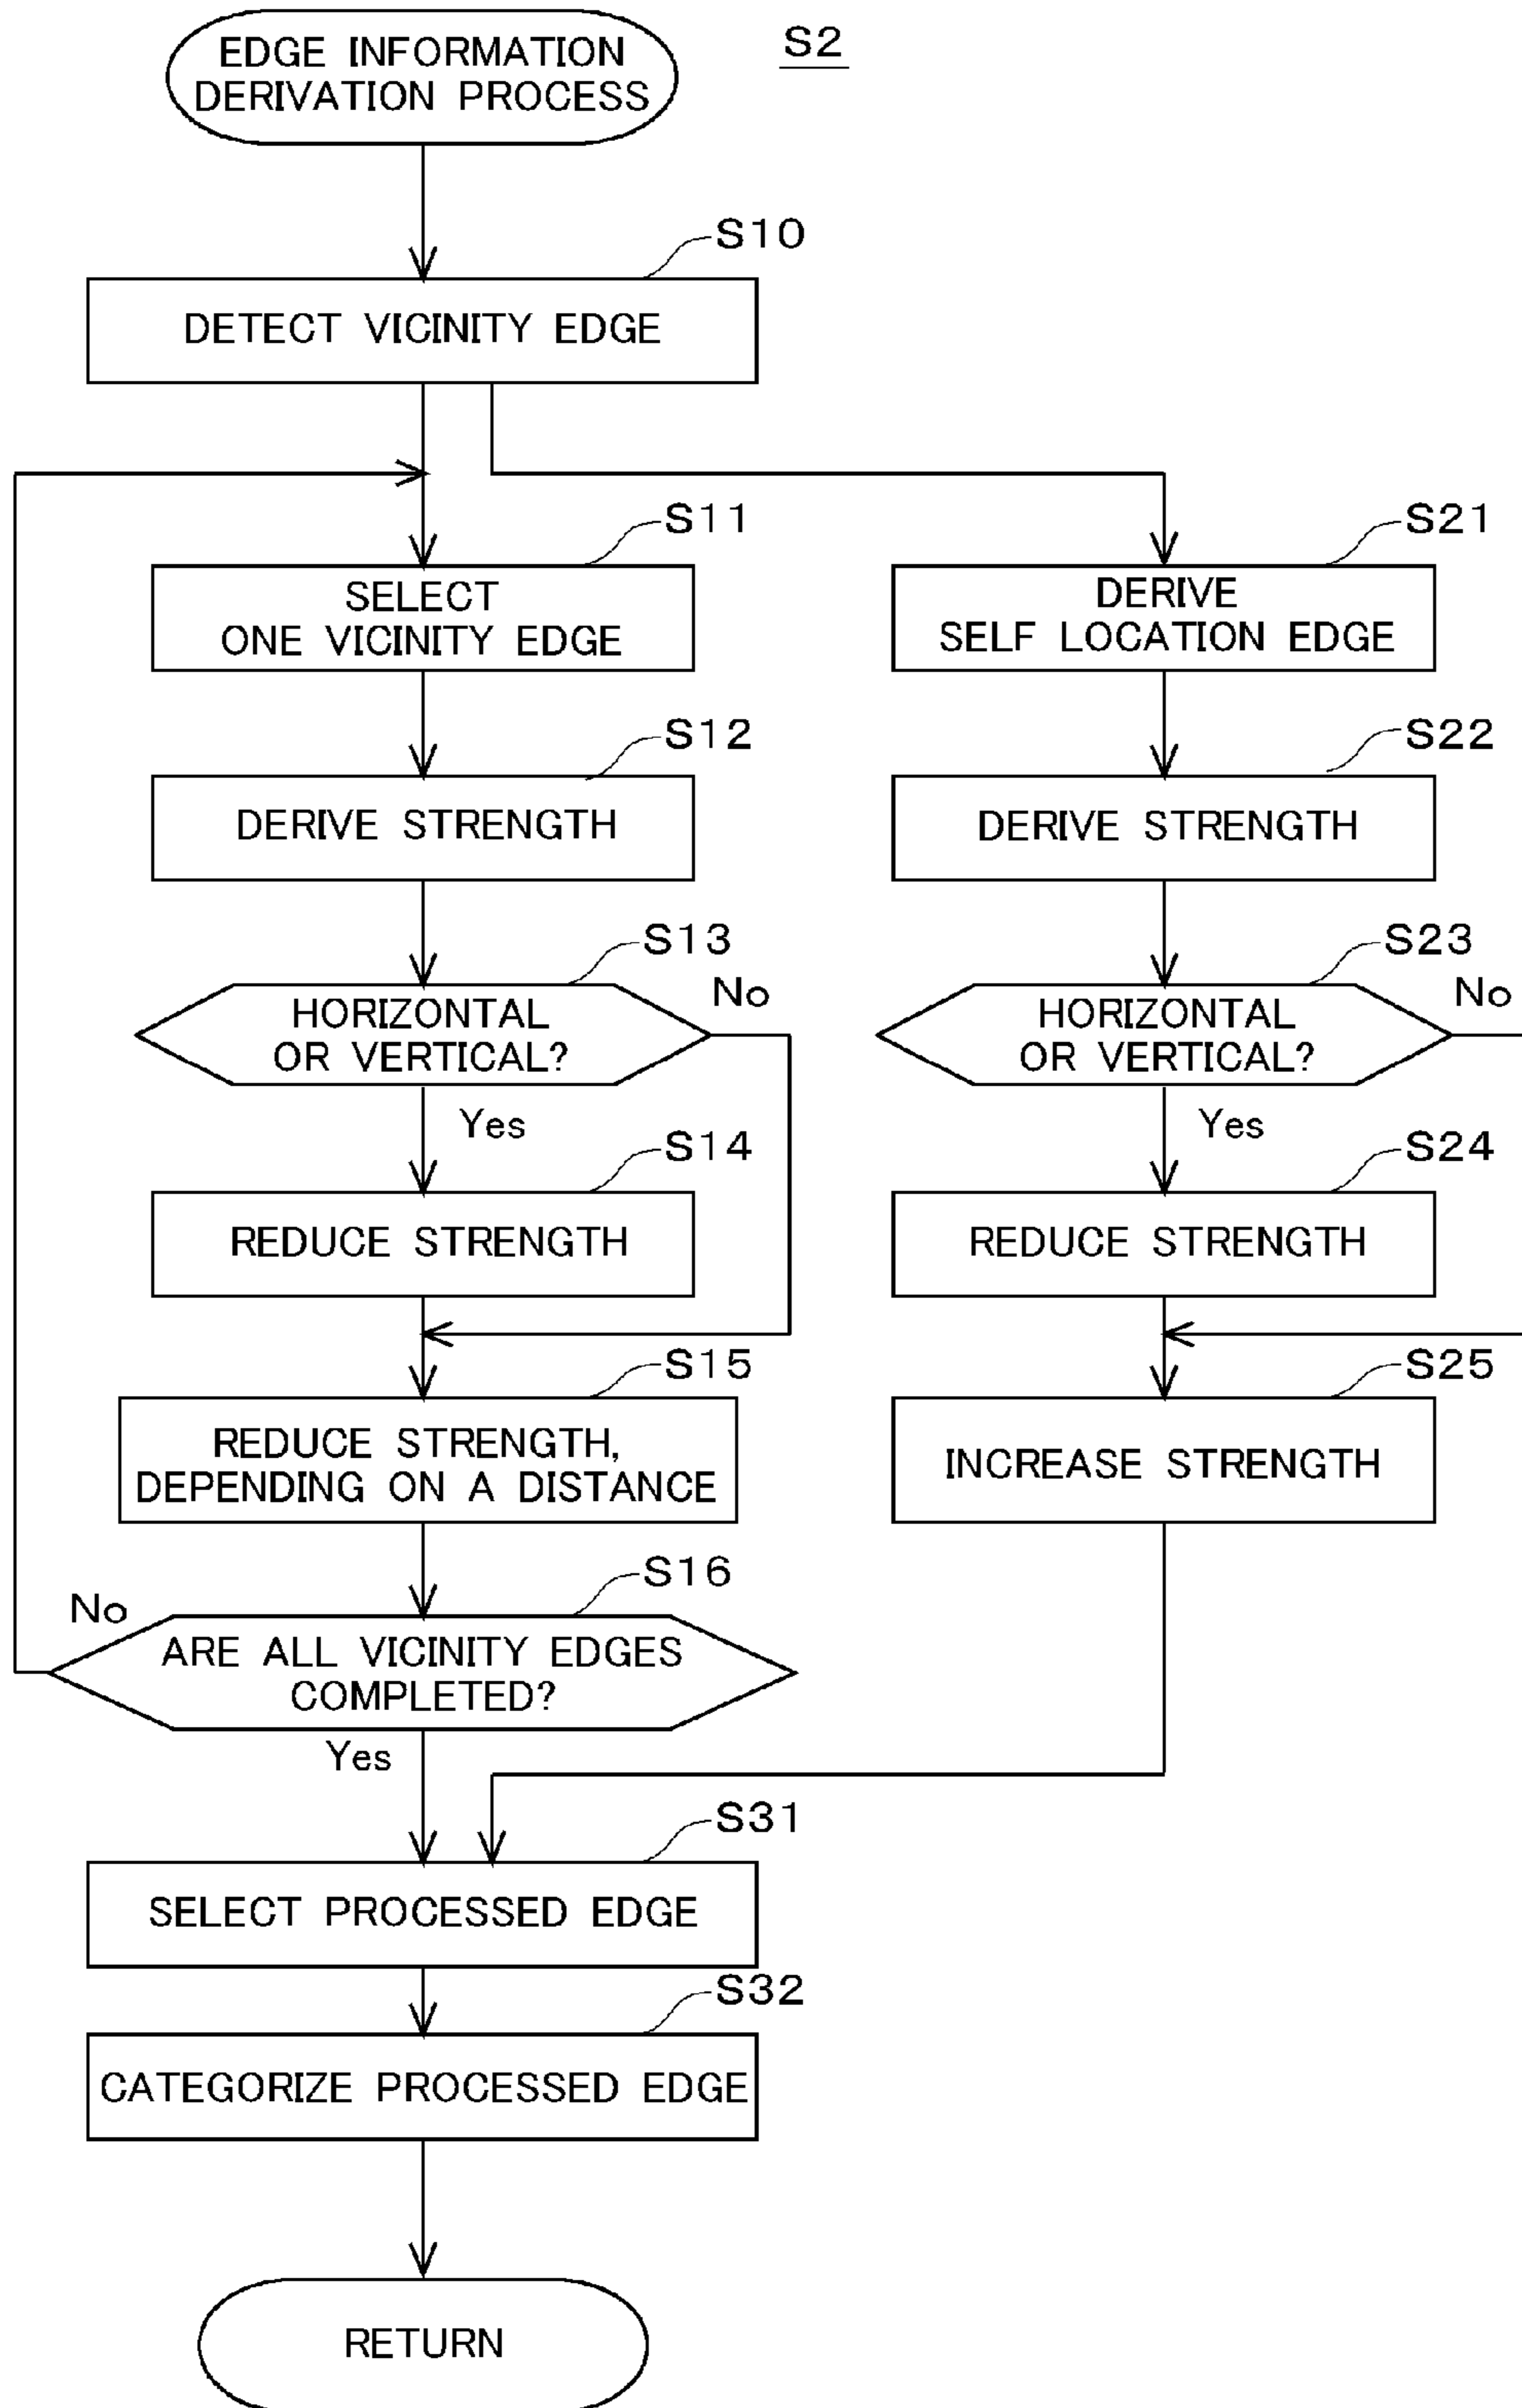 EDGE INFORMATION
DERIVATION PROCESS
S2
S10
DETECT VICINITY EDGE
S11
SELECT
ONE VICINITY EDGE
S12
DERIVE STRENGTH
S13
HORIZONTAL
OR VERTICAL?
No
Yes
S14
REDUCE STRENGTH
S15
REDUCE STRENGTH,
DEPENDING ON A DISTANCE
S16
No
ARE ALL VICINITY EDGES
COMPLETED?
Yes
S21
DERIVE
SELF LOCATION EDGE
S22
DERIVE STRENGTH
S23
HORIZONTAL
OR VERTICAL?
No
Yes
S24
REDUCE STRENGTH
S25
INCREASE STRENGTH
S31
SELECT PROCESSED EDGE
S32
CATEGORIZE PROCESSED EDGE
RETURN